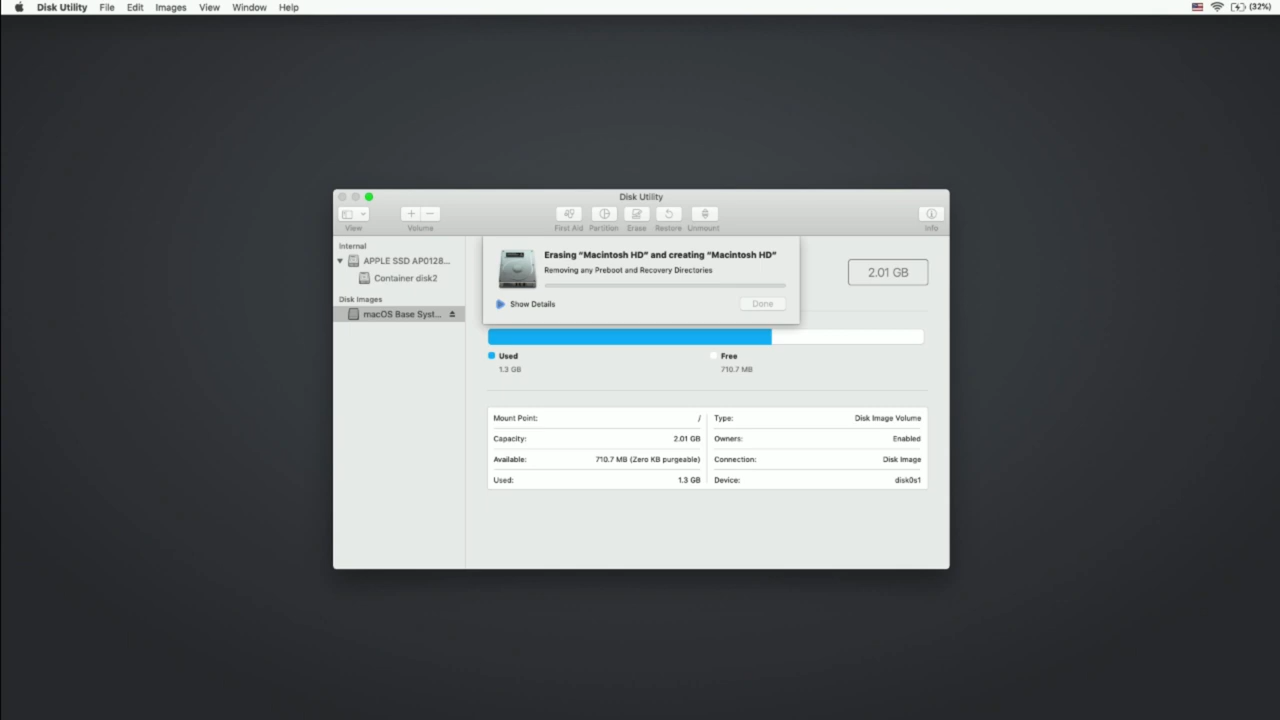 Disk Utility File Edit Images View Window Help (32%)
Disk Utility
View Volume First Aid Partition Erase Restore Unmount Info
Internal
APPLE SSD AP0128...
Container disk2
Disk Images
macOS Base Syst...
Erasing “Macintosh HD” and creating “Macintosh HD”
Removing any Preboot and Recovery Directories
Show Details Done
2.01 GB
Used Free
1.3 GB 710.7 MB
Mount Point: / Type: Disk Image Volume
Capacity: 2.01 GB Owners: Enabled
Available: 710.7 MB (Zero KB purgeable) Connection: Disk Image
Used: 1.3 GB Device: disk0s1